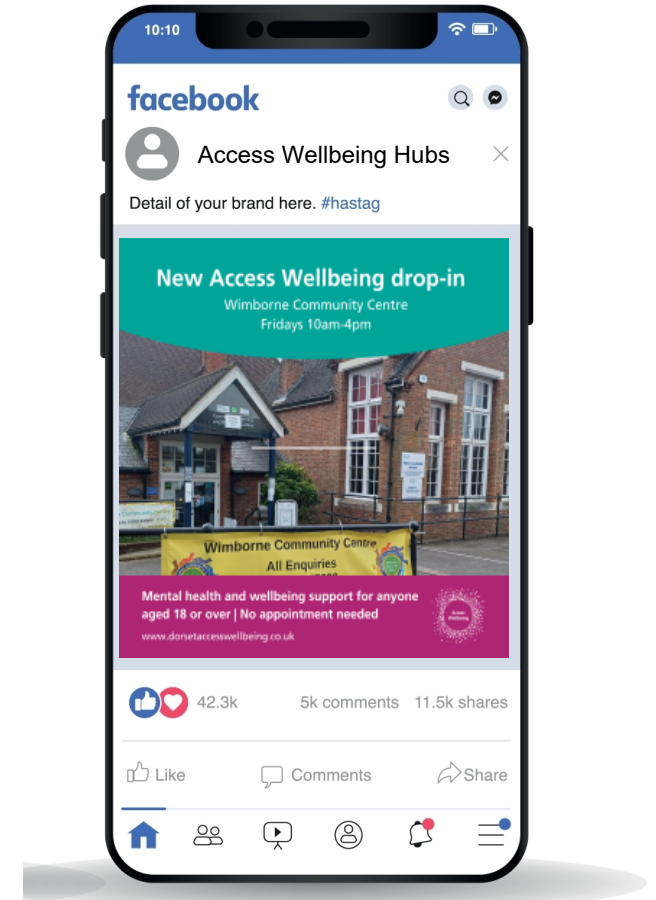 10:10
facebook
Access Wellbeing Hubs
Detail of your brand here. #hastag
New Access Wellbeing drop-in
Wimborne Community Centre
Fridays 10am-4pm
Wimborne Community Centre
All Enquiries
Mental health and wellbeing support for anyone
aged 18 or over | No appointment needed
www.dorsetaccesswellbeing.co.uk
Access
Wellbeing
42.3k 5k comments 11.5k shares
Like Comments Share